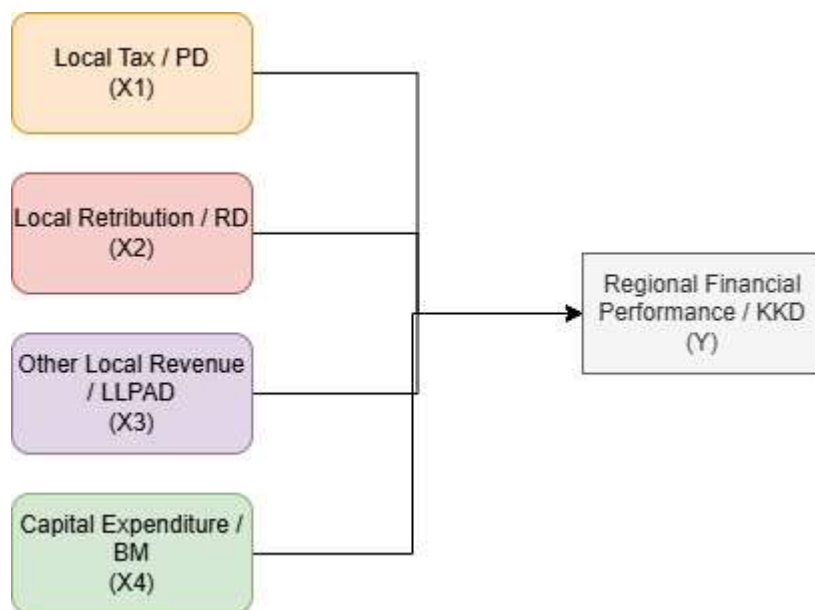 Local Tax / PD
(X1)
Local Retribution / RD
(X2)
Other Local Revenue
/ LLPAD
(X3)
Capital Expenditure /
BM
(X4)
Regional Financial
Performance / KKD
(Y)